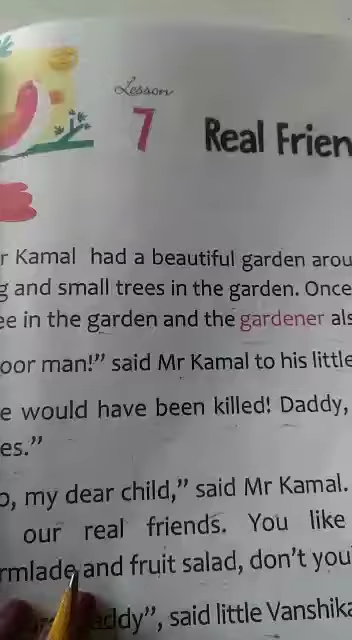 Lesson
7
Real Frien
r Kamal had a beautiful garden arou
g and small trees in the garden. Once
ee in the garden and the gardener als
oor man!” said Mr Kamal to his little
e would have been killed! Daddy,
es.”
o, my dear child,” said Mr Kamal.
our real friends. You like
rmlade and fruit salad, don’t you
addy”, said little Vanshika